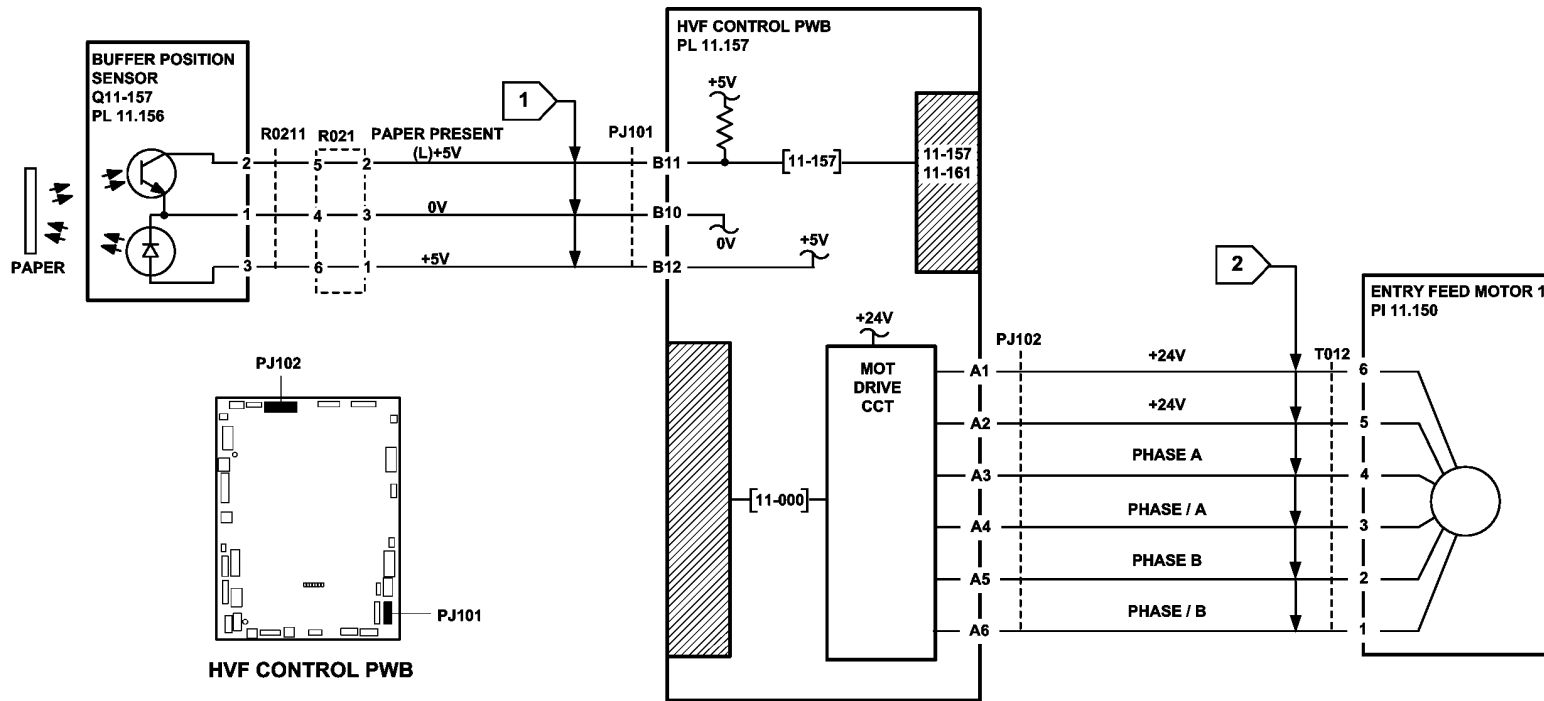 BUFFER POSITION
SENSOR
Q11-157
PL 11.156
PAPER
2
1
3
R0211
R021
5
2
4
3
6
1
PAPER PRESENT
(L)+5V
0V
+5V
1
PJ101
HVF CONTROL PWB
PL 11.157
+5V
B11
[11-157]
11-157
11-161
B10
0V
+5V
B12
+24V
MOT
DRIVE
CCT
[11-000]
A1
A2
A3
A4
A5
A6
PJ102
2
+24V
+24V
PHASE A
PHASE / A
PHASE B
PHASE / B
T012
ENTRY FEED MOTOR 1
PI 11.150
6
5
4
3
2
1
PJ102
PJ101
HVF CONTROL PWB